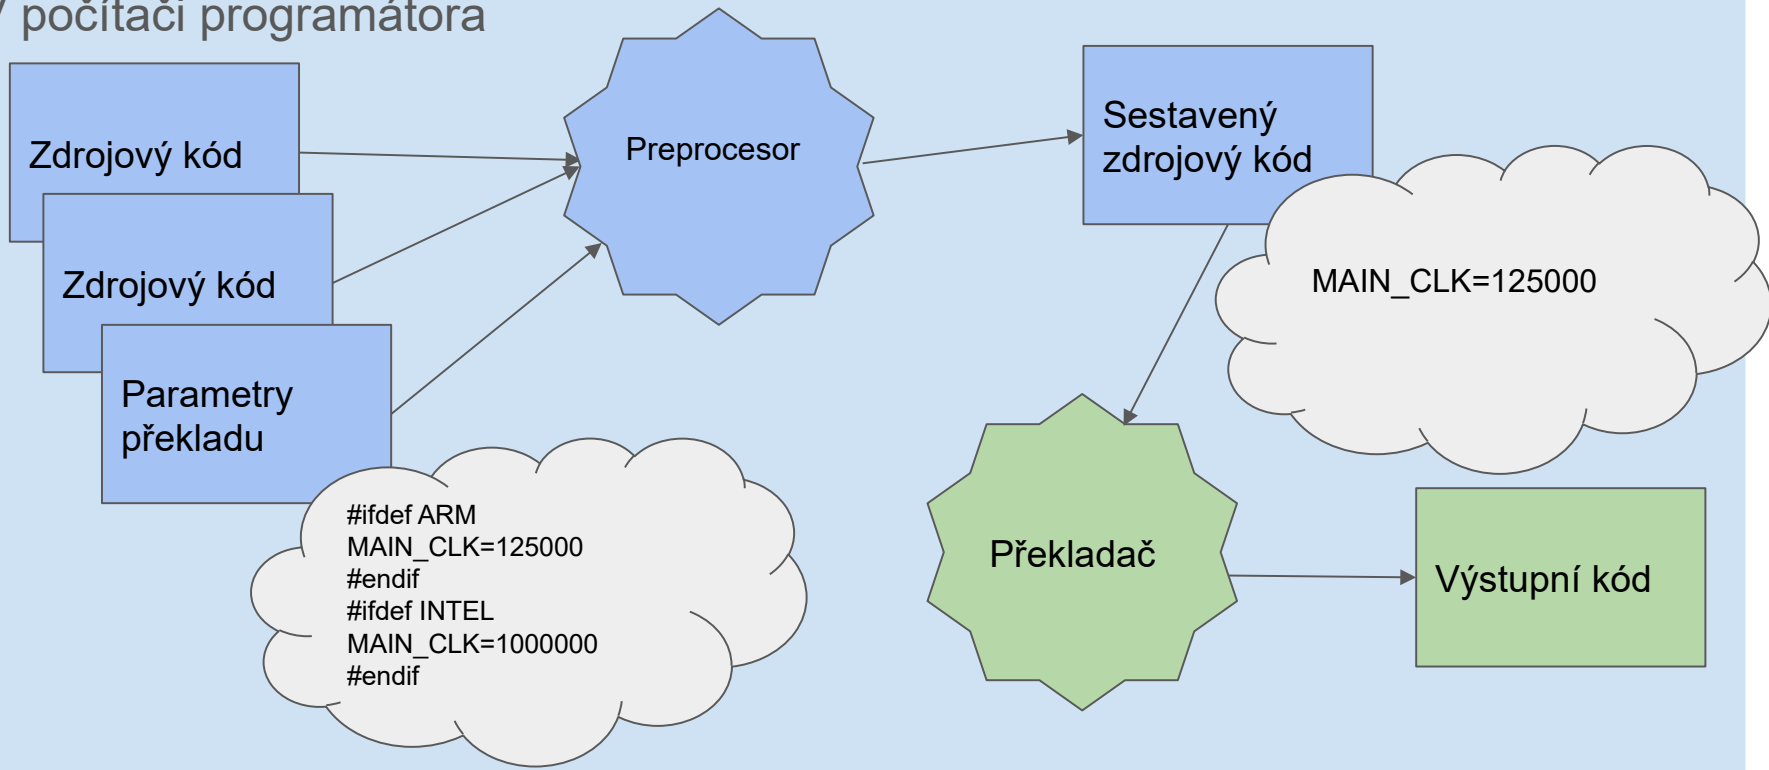 V počítači programátora
Zdrojový kód
Zdrojový kód
Parametry
překladu
#ifdef ARM
MAIN_CLK=125000
#endif
#ifdef INTEL
MAIN_CLK=1000000
#endif
Preprocesor
Sestavený
zdrojový kód
MAIN_CLK=125000
Překladač
Výstupní kód